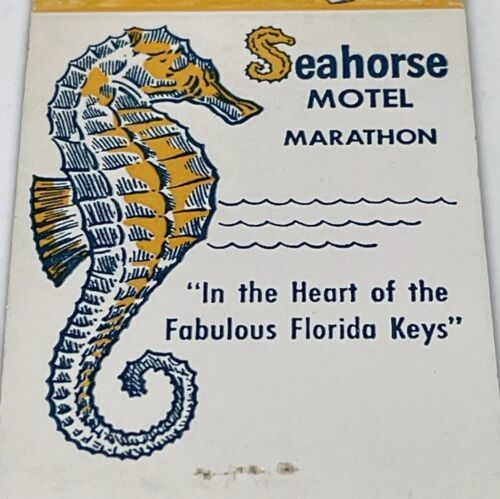 Seahorse
MOTEL
MARATHON
"In the Heart of the
Fabulous Florida Keys"